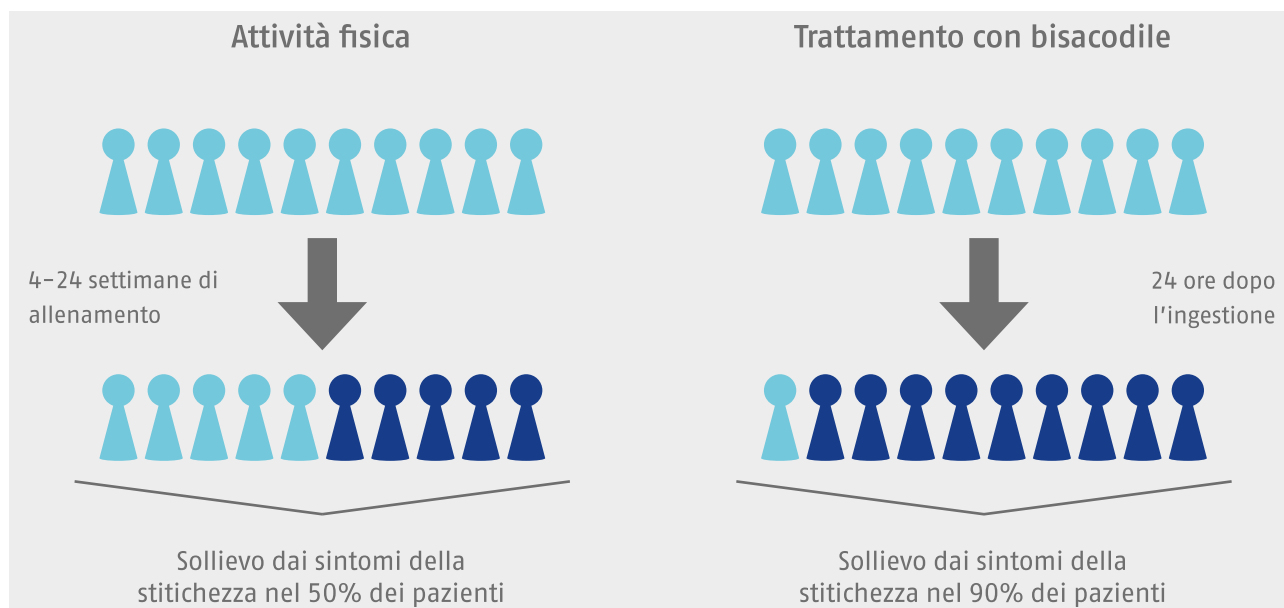 Attività fisica
4–24 settimane di
allenamento
Sollievo dai sintomi della
stitichezza nel 50% dei pazienti
Trattamento con bisacodile
24 ore dopo
l'ingestione
Sollievo dai sintomi della
stitichezza nel 90% dei pazienti